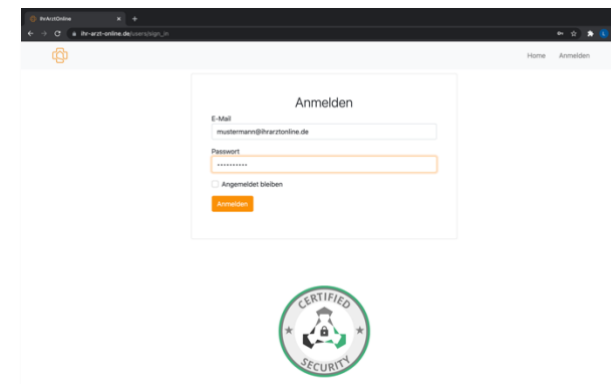 IhrArztOnline
ihr-arzt-online.de/users/sign_in
Home Anmelden
Anmelden
E-Mail
mustermann@ihrarztonline.de
Passwort
Angemeldet bleiben
Anmelden
CERTIFIED
SECURITY